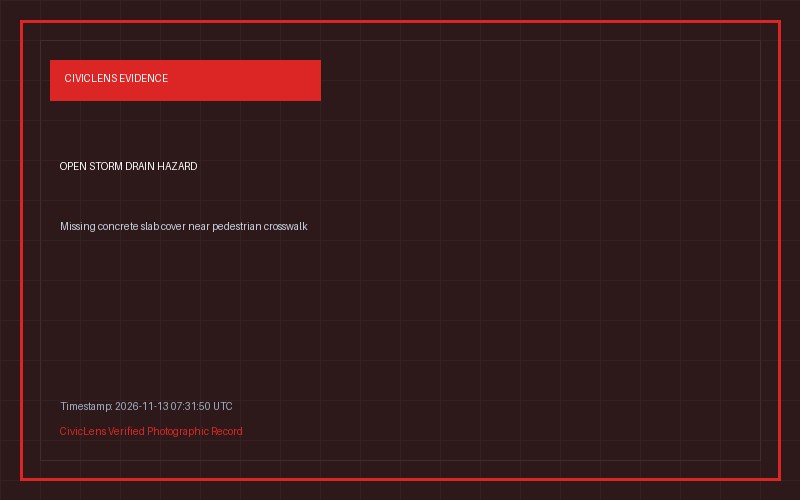 CIVICLENS EVIDENCE
OPEN STORM DRAIN HAZARD
Missing concrete slab cover near pedestrian crosswalk
Timestamp: 2026-11-13 07:31:50 UTC
CivicLens Verified Photographic Record